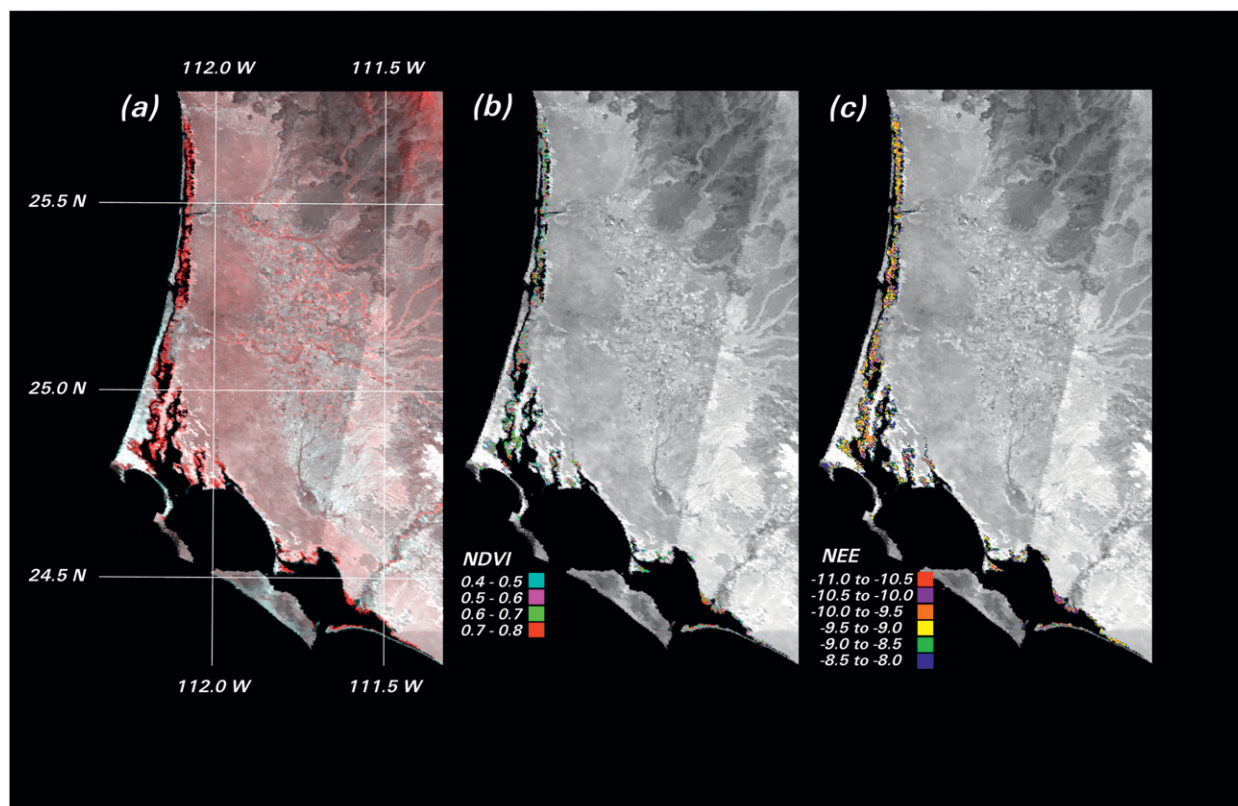 112.0 W 111.5 W
(a)
25.5 N
25.0 N
24.5 N
112.0 W 111.5 W
(b)
NDVI
0.4 - 0.5
0.5 - 0.6
0.6 - 0.7
0.7 - 0.8
(c)
NEE
-11.0 to -10.5
-10.5 to -10.0
-10.0 to -9.5
-9.5 to -9.0
-9.0 to -8.5
-8.5 to -8.0